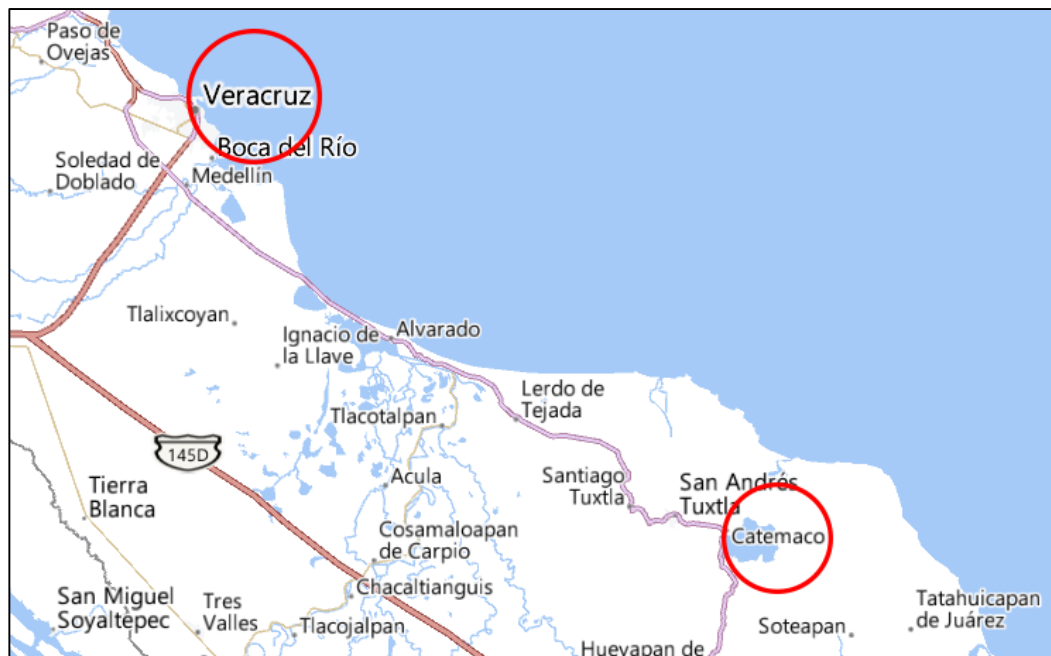 Paso de
Ovejas
Veracruz
Boca del Río
Soledad de
Doblado
Medellín
Tlalixcoyan
Ignacio de
la Llave
Alvarado
Lerdo de
Tejada
Tlacotalpan
145D
Acula
Santiago
Tuxtla
San Andrés
Tuxtla
Tierra
Blanca
Catemaco
Cosamaloapan
de Carpio
Chacaltianguis
San Miguel
Soyaltepec
Tres
Valles
Tlacojalpan
Tatahuicapan
de Juárez
Soteapan
Hueyapan de